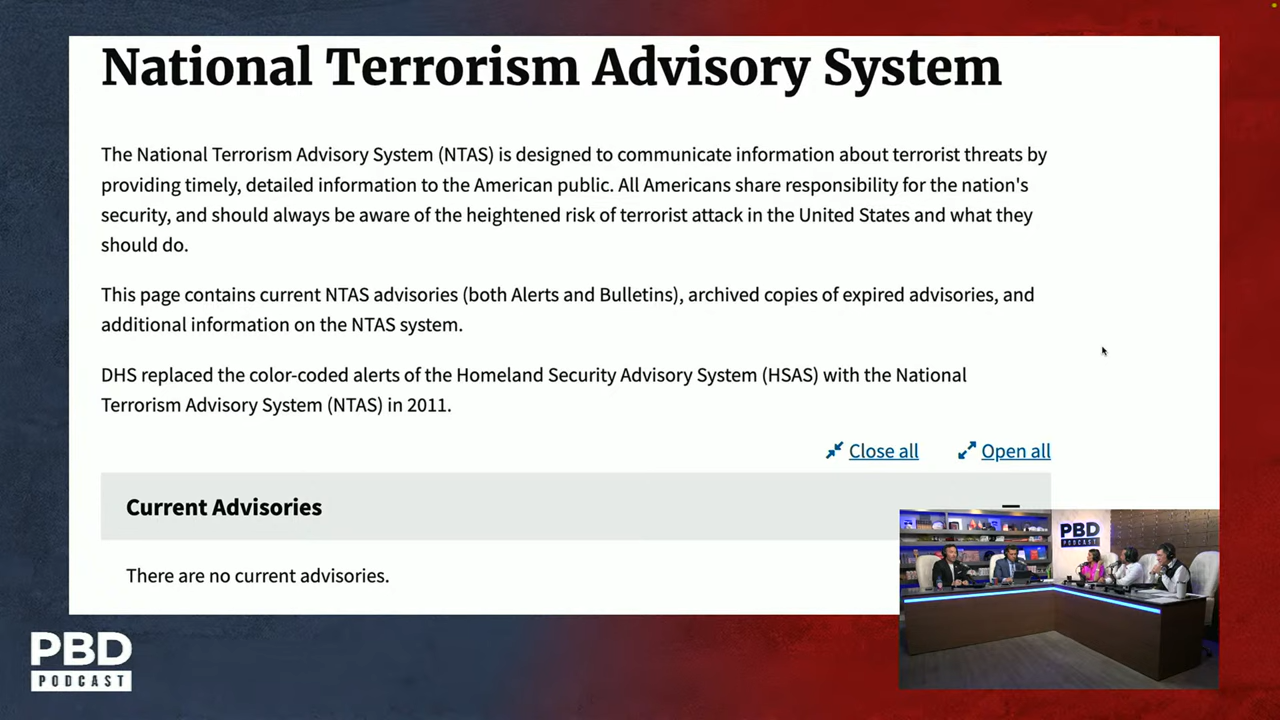 National Terrorism Advisory System
The National Terrorism Advisory System (NTAS) is designed to communicate information about terrorist threats by
providing timely, detailed information to the American public. All Americans share responsibility for the nation's
security, and should always be aware of the heightened risk of terrorist attack in the United States and what they
should do.
This page contains current NTAS advisories (both Alerts and Bulletins), archived copies of expired advisories, and
additional information on the NTAS system.
DHS replaced the color-coded alerts of the Homeland Security Advisory System (HSAS) with the National
Terrorism Advisory System (NTAS) in 2011.
Close all Open all
Current Advisories
There are no current advisories.
PBD
PODCAST
PBD
PODCAST